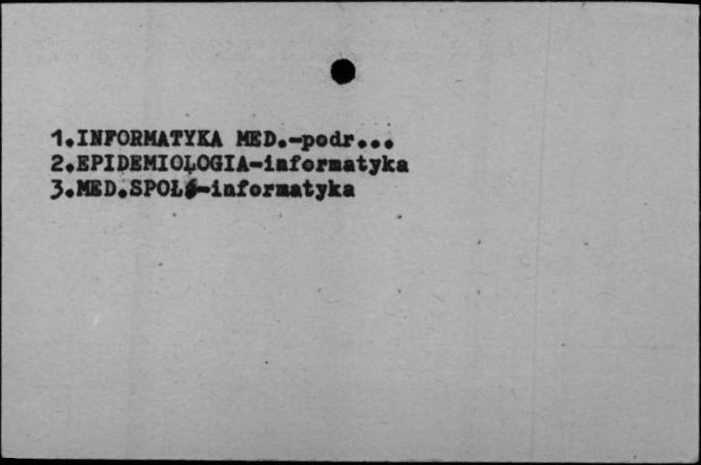 1.INFORMATYKA MED.-podr...
2.EPIDEMIOLOGIA-informatyka
3.MED.SPOŁ.-informatyka